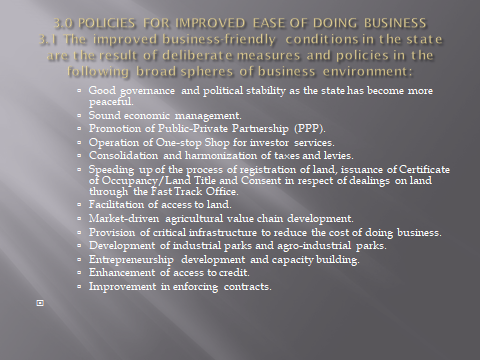 3.0 POLICIES FOR IMPROVED EASE OF DOING BUSINESS
3.1 The improved business-friendly conditions in the state
are the result of deliberate measures and policies in the
following broad spheres of business environment:
Good governance and political stability as the state has become more
peaceful.
Sound economic management.
Promotion of Public-Private Partnership (PPP).
Operation of One-stop Shop for investor services.
Consolidation and harmonization of taxes and levies.
Speeding up of the process of registration of land, issuance of Certificate
of Occupancy/Land Title and Consent in respect of dealings on land
through the Fast Track Office.
Facilitation of access to land.
Market-driven agricultural value chain development.
Provision of critical infrastructure to reduce the cost of doing business.
Development of industrial parks and agro-industrial parks.
Entrepreneurship development and capacity building.
Enhancement of access to credit.
Improvement in enforcing contracts.